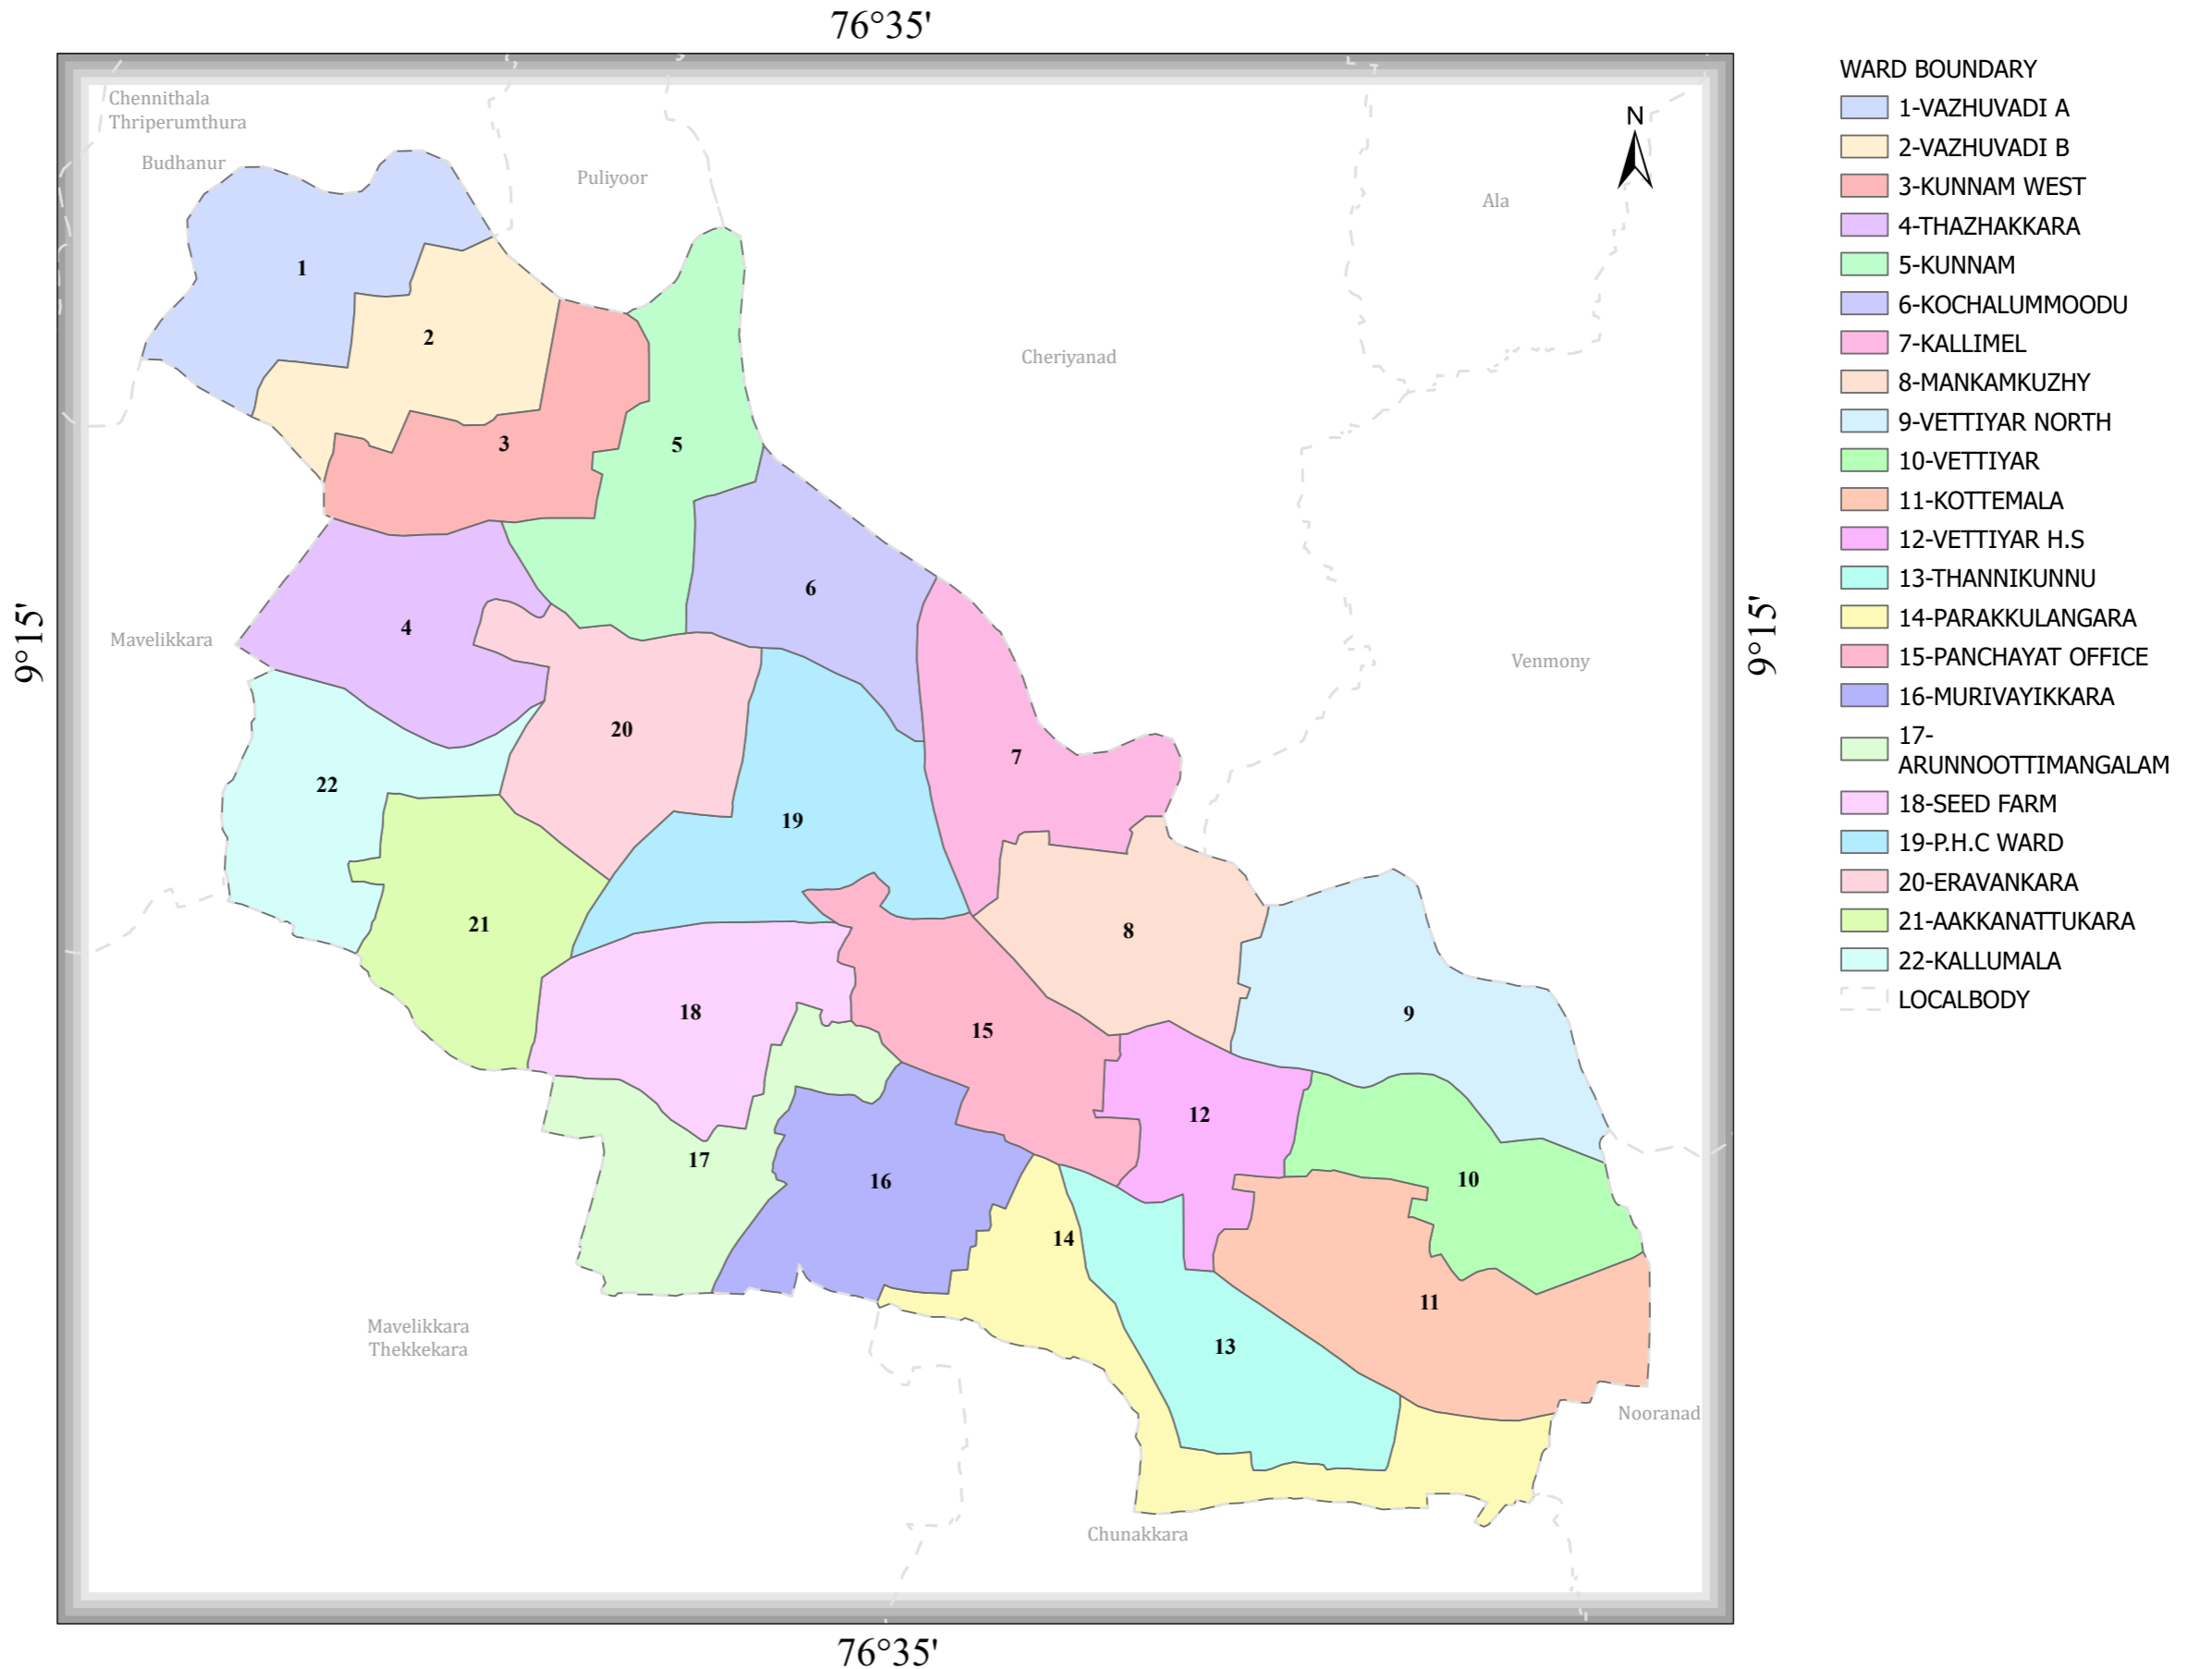 76°35'
Chennithala
Thriperumthura
Budhanur
Puliyoor
N
Ala
Cheriyanad
Mavelikkara
Venmony
9°15'
9°15'
1
2
3
5
6
4
20
7
22
19
21
8
18
15
9
12
17
16
10
14
11
13
Mavelikkara
Thekkekara
Nooranad
Chunakkara
76°35'
WARD BOUNDARY
1-VAZHUVADI A
2-VAZHUVADI B
3-KUNNAM WEST
4-THAZHAKKARA
5-KUNNAM
6-KOCHALUMMOODU
7-KALLIMEL
8-MANKAMKUZHY
9-VETTIYAR NORTH
10-VETTIYAR
11-KOTTEMALA
12-VETTIYAR H.S
13-THANNIKUNNU
14-PARAKKULANGARA
15-PANCHAYAT OFFICE
16-MURIVAYIKKARA
17-
ARUNNOOTTIMANGALAM
18-SEED FARM
19-P.H.C WARD
20-ERAVANKARA
21-AAKKANATTUKARA
22-KALLUMALA
LOCALBODY